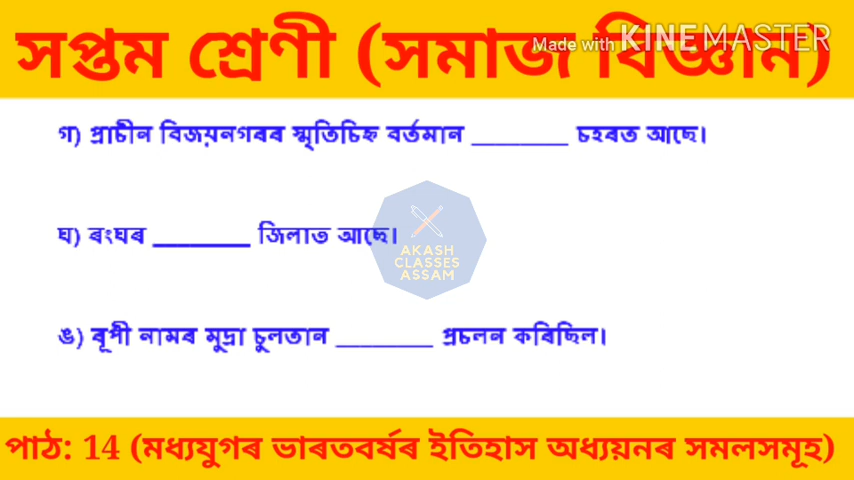 সপ্তম শ্ৰেণী (সমাজ বিজ্ঞান)
Made with KINEMASTER
গ) প্ৰাচীন বিজয়নগৰৰ স্মৃতিচিহ্ন বৰ্তমান ________ চহৰত আছে।
ঘ) ৰংঘৰ ________ জিলাত আছে।
AKASH
CLASSES
ASSAM
ঙ) ৰূপী নামৰ মুদ্ৰা চুলতান ________ প্ৰচলন কৰিছিল।
পাঠ: 14 (মধ্যযুগৰ ভাৰতবৰ্ষৰ ইতিহাস অধ্যয়নৰ সমলসমূহ)